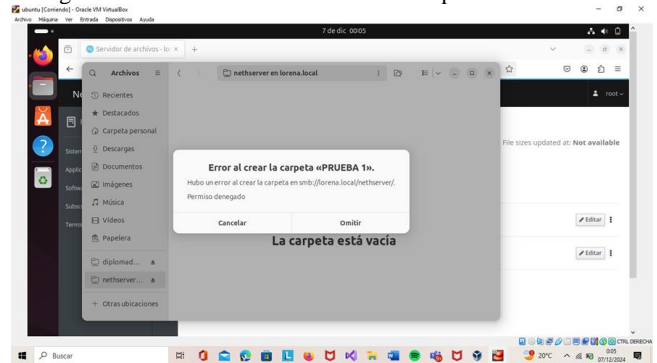 ubuntu [Corriendo] - Oracle VM VirtualBox
Archivo Máquina Ver Entrada Dispositivos Ayuda
7 de dic 00:05
Servidor de archivos - lo
Archivos
nethserver en lorena.local
root
Recientes
Destacados
Carpeta personal
Descargas
Documentos
Imágenes
Música
Vídeos
Papelera
diplomad...
nethserver...
+ Otras ubicaciones
File sizes updated at: Not available
Error al crear la carpeta «PRUEBA 1».
Hubo un error al crear la carpeta en smb://lorena.local/nethserver/.
Permiso denegado
Cancelar Omitir
La carpeta está vacía
Editar
Editar
CTRL DERECHA
Buscar
20°C
0:05
07/12/2024